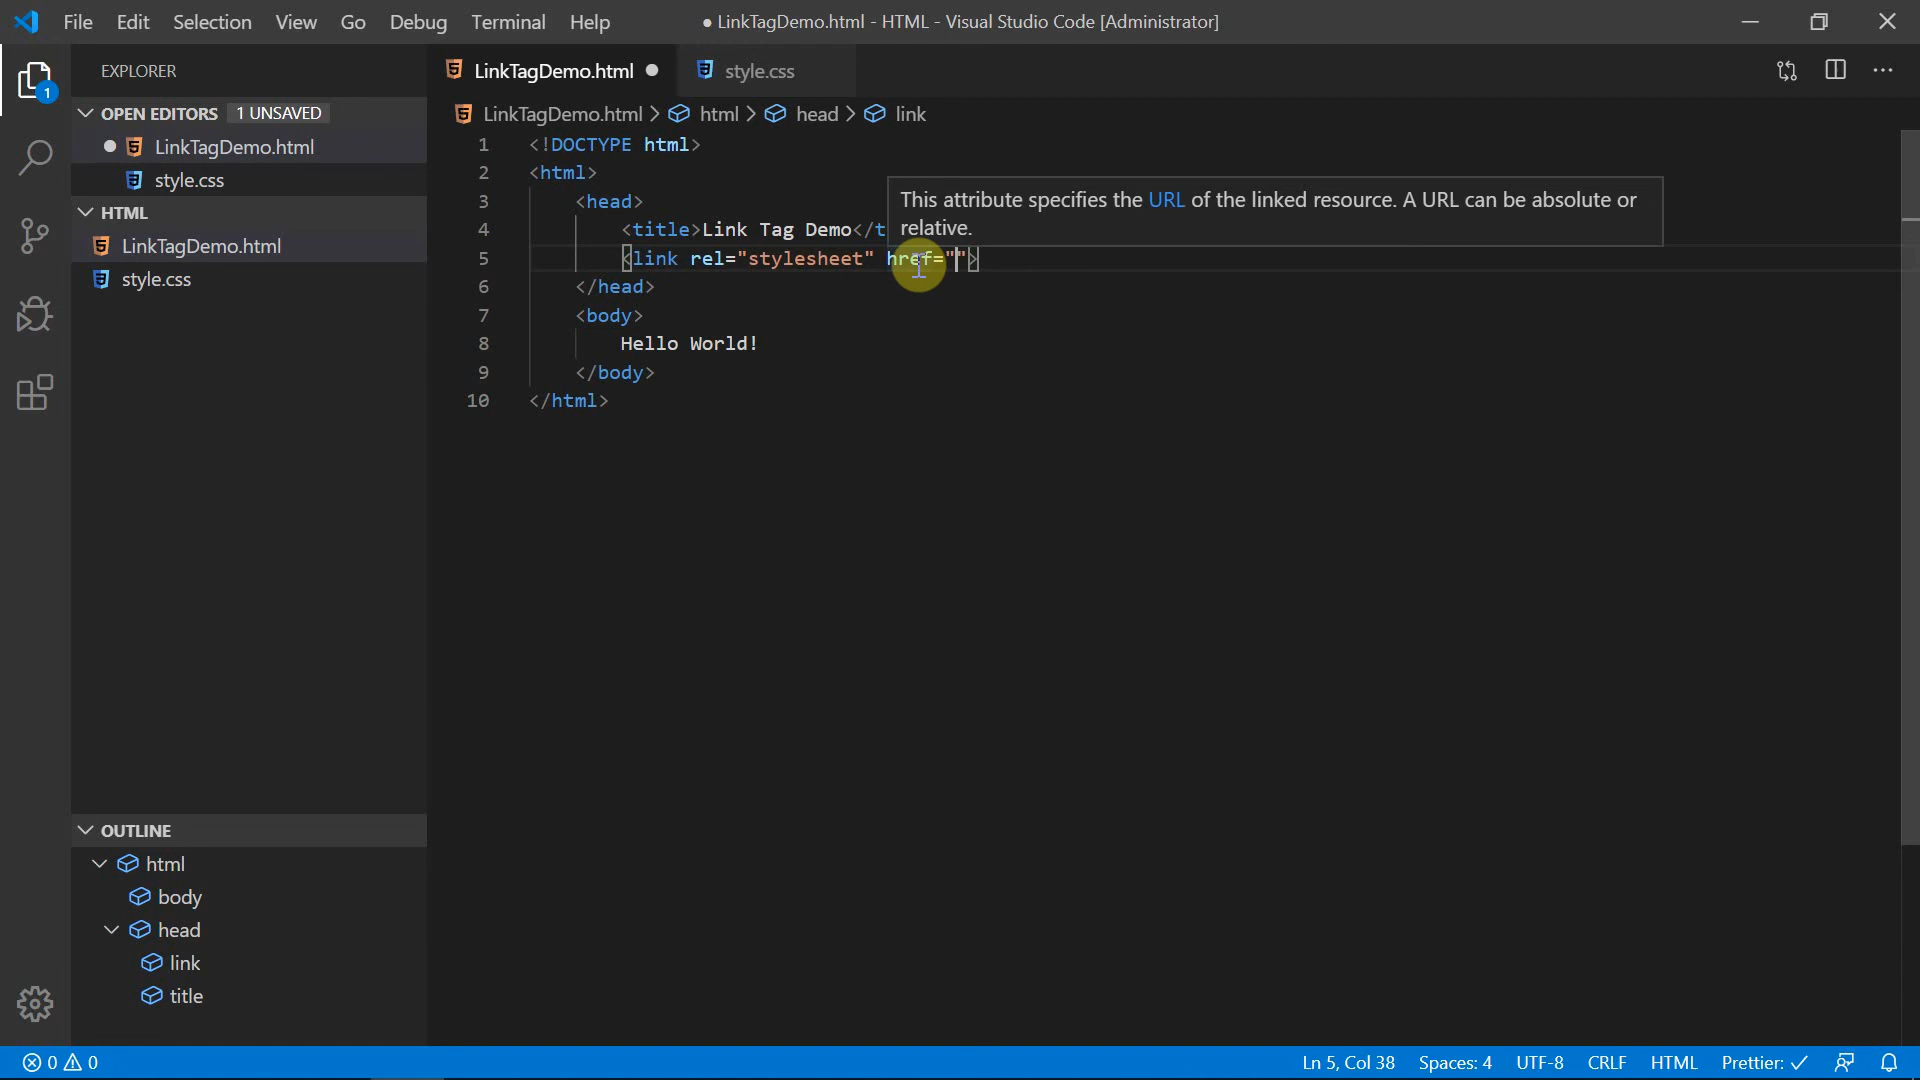 File Edit Selection View Go Debug Terminal Help ● LinkTagDemo.html - HTML - Visual Studio Code [Administrator]
EXPLORER
OPEN EDITORS 1 UNSAVED
LinkTagDemo.html
style.css
HTML
LinkTagDemo.html
style.css
1
OUTLINE
html
body
head
link
title
LinkTagDemo.html ● style.css
LinkTagDemo.html > html > head > link
1 <!DOCTYPE html>
2 <html>
3 <head>
4 <title>Link Tag Demo</t
5 <link rel="stylesheet" href="">
6 </head>
7 <body>
8 Hello World!
9 </body>
10 </html>
This attribute specifies the URL of the linked resource. A URL can be absolute or
relative.
0 0 Ln 5, Col 38 Spaces: 4 UTF-8 CRLF HTML Prettier: ✓